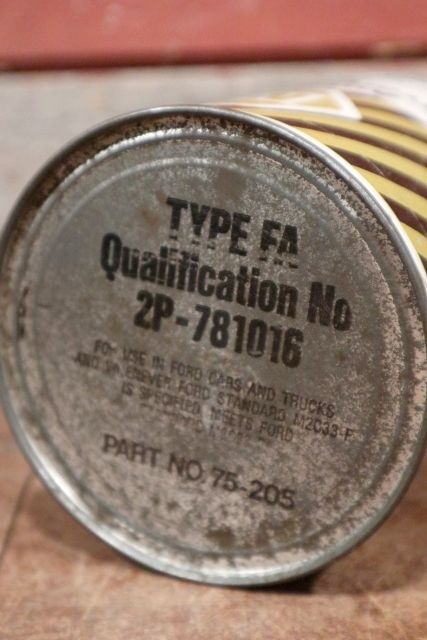 TYPE FA
Qualification No
2P-781016
FOR USE IN FORD CARS AND TRUCKS
AND WHENEVER FORD STANDARD M2C33-F
IS SPECIFIED MEETS FORD
PART NO. 75-205